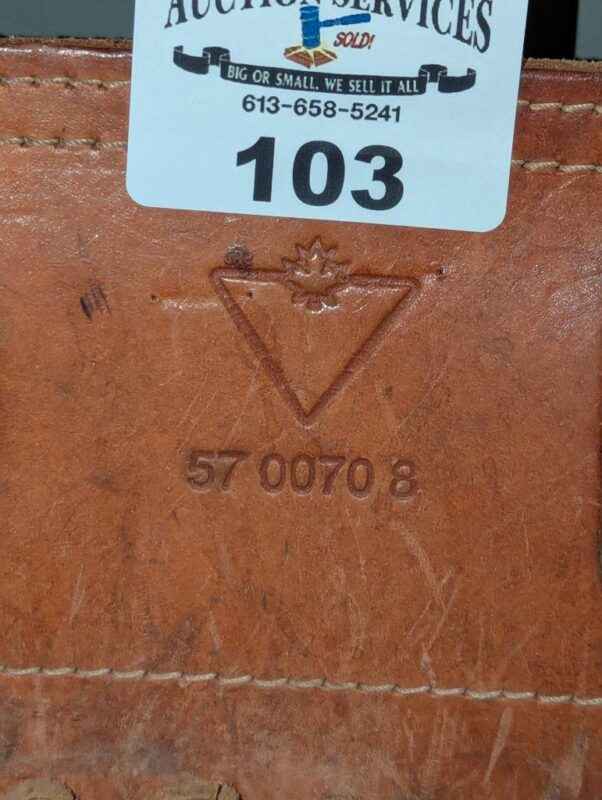 AUCTION SERVICES
SOLD!
BIG OR SMALL, WE SELL IT ALL
613-658-5241
103
57 0070 8